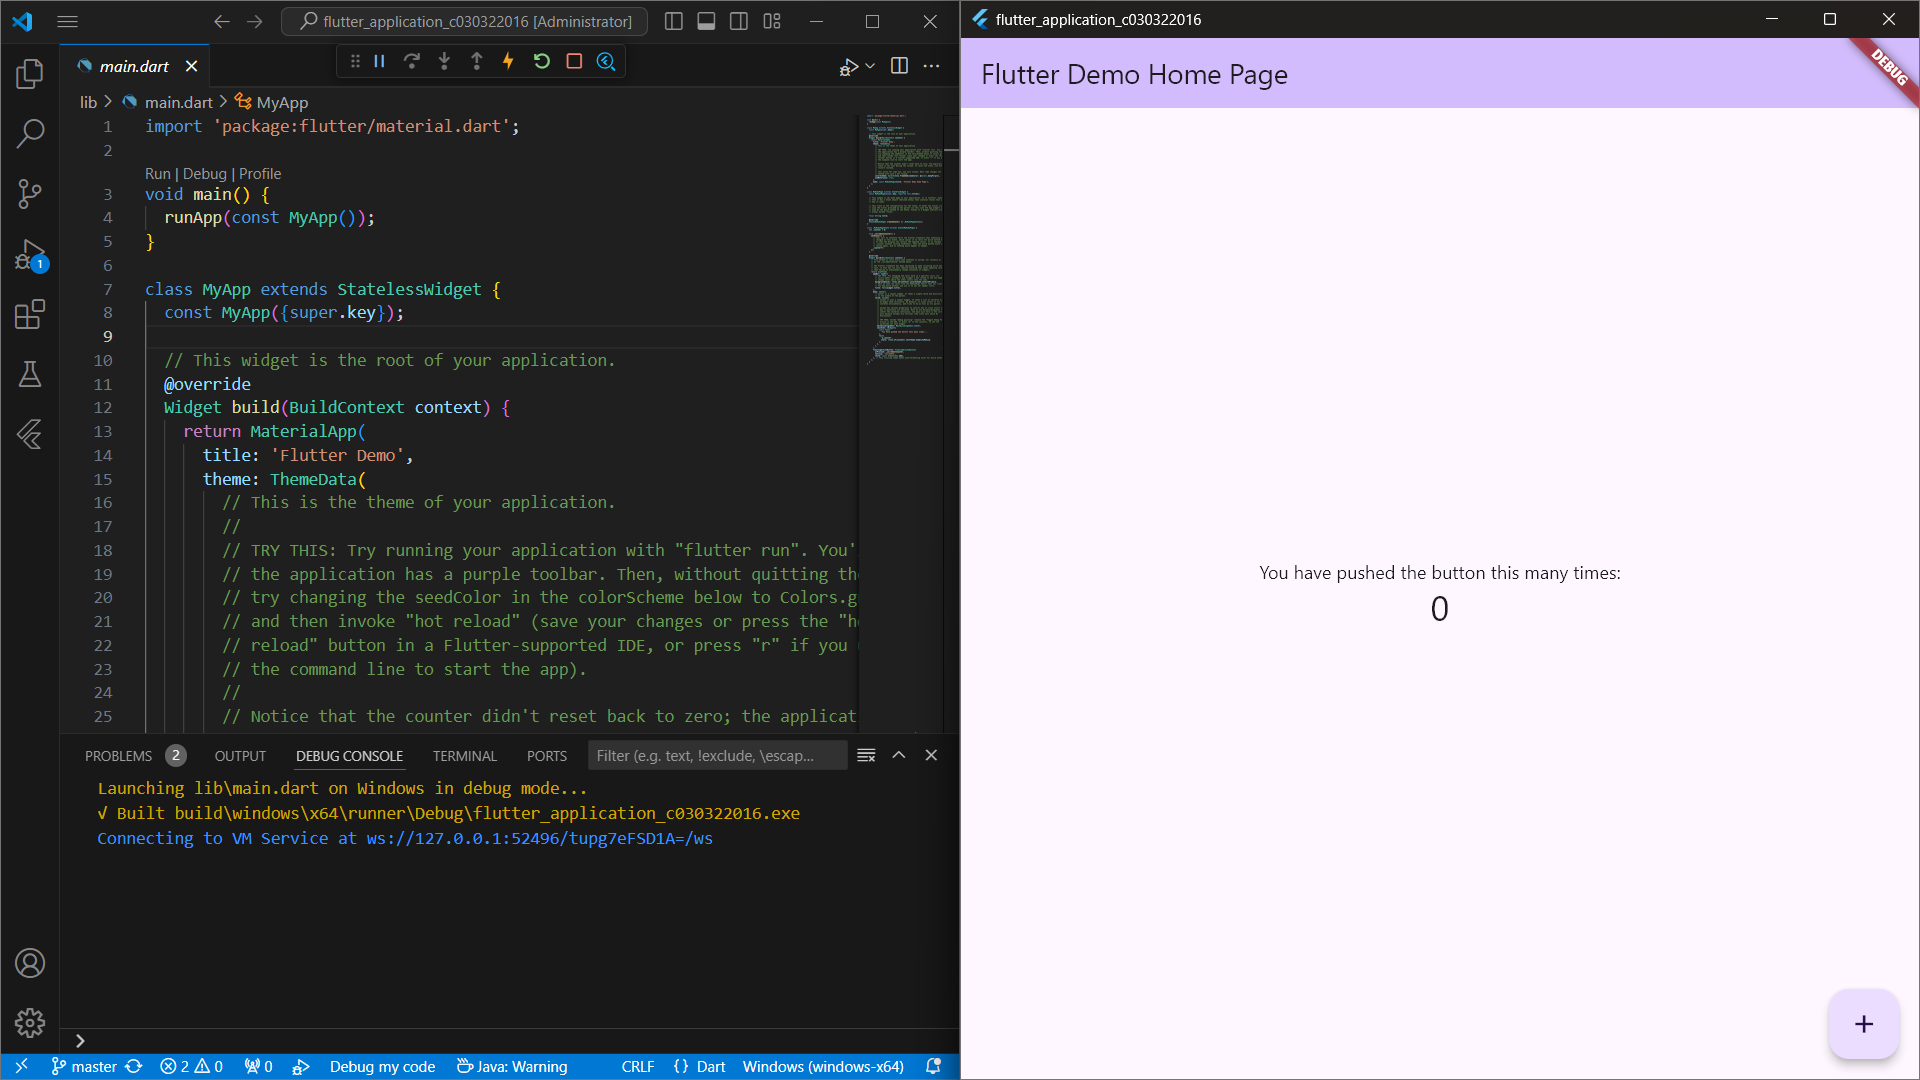 flutter_application_c030322016 [Administrator]
main.dart
lib > main.dart > MyApp
1 import 'package:flutter/material.dart';
2
Run | Debug | Profile
3 void main() {
4 runApp(const MyApp());
5 }
6
7 class MyApp extends StatelessWidget {
8 const MyApp({super.key});
9
10 // This widget is the root of your application.
11 @override
12 Widget build(BuildContext context) {
13 return MaterialApp(
14 title: 'Flutter Demo',
15 theme: ThemeData(
16 // This is the theme of your application.
17 //
18 // TRY THIS: Try running your application with "flutter run". You'
19 // the application has a purple toolbar. Then, without quitting th
20 // try changing the seedColor in the colorScheme below to Colors.g
21 // and then invoke "hot reload" (save your changes or press the "h
22 // reload" button in a Flutter-supported IDE, or press "r" if you
23 // the command line to start the app).
24 //
25 // Notice that the counter didn't reset back to zero; the applicat
1
PROBLEMS 2 OUTPUT DEBUG CONSOLE TERMINAL PORTS Filter (e.g. text, !exclude, \escap...
Launching lib\main.dart on Windows in debug mode...
√ Built build\windows\x64\runner\Debug\flutter_application_c030322016.exe
Connecting to VM Service at ws://127.0.0.1:52496/tupg7eFSD1A=/ws
master 2 0 0 Debug my code Java: Warning CRLF {} Dart Windows (windows-x64)
flutter_application_c030322016
Flutter Demo Home Page
DEBUG
You have pushed the button this many times:
0
+